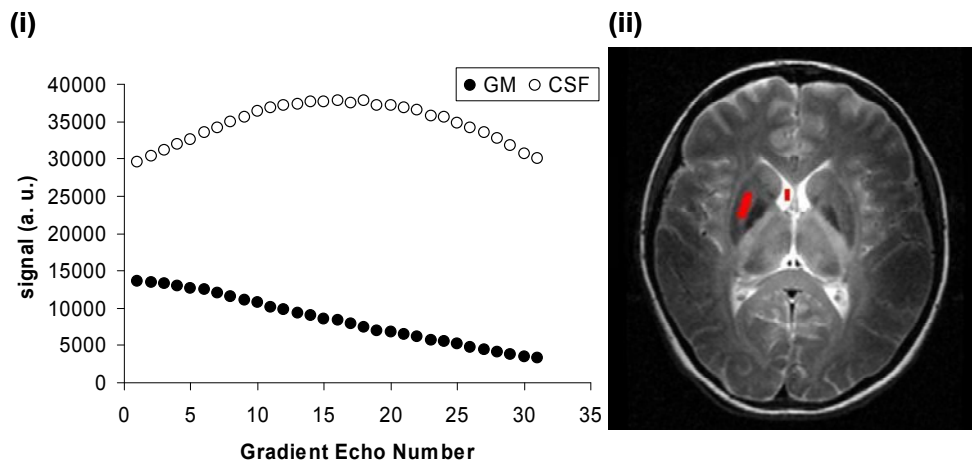 (i)
(ii)
40000
35000
30000
25000
20000
15000
10000
5000
0
signal (a. u.)
GM
CSF
0 5 10 15 20 25 30 35
Gradient Echo Number